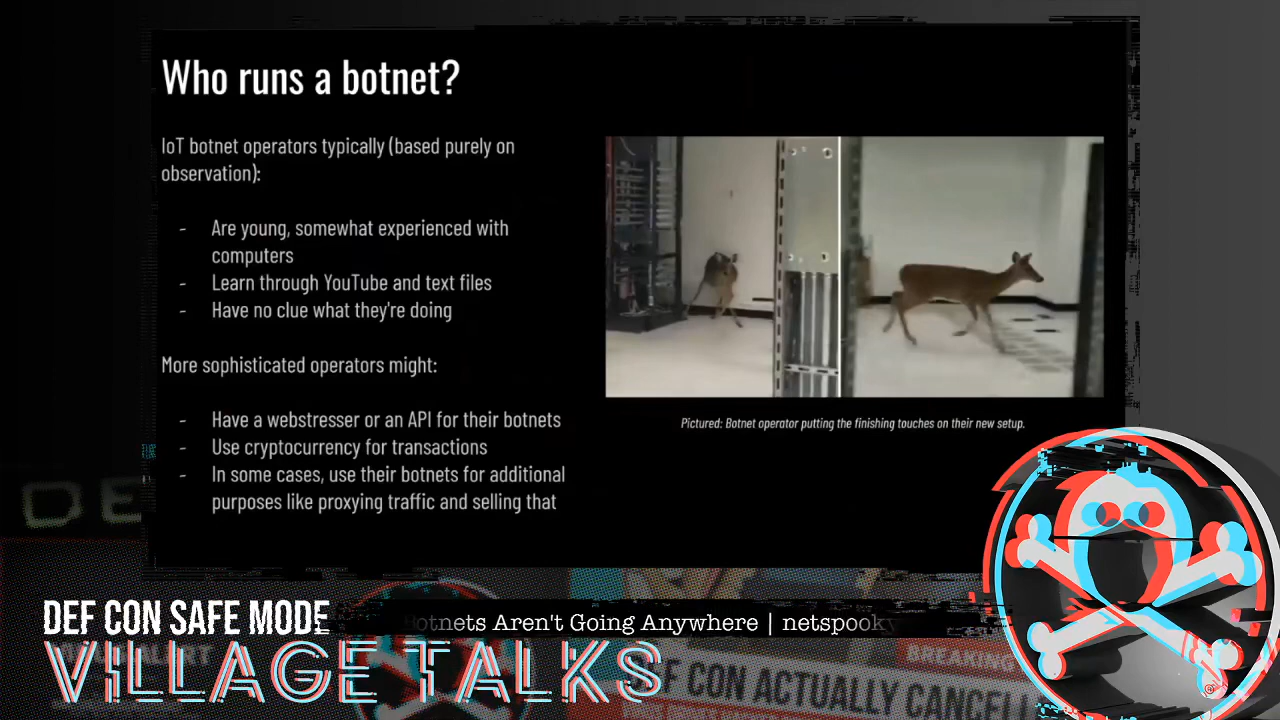 Who runs a botnet?
IoT botnet operators typically (based purely on
observation):
- Are young, somewhat experienced with
computers
- Learn through YouTube and text files
- Have no clue what they're doing
More sophisticated operators might:
- Have a webstresser or an API for their botnets
- Use cryptocurrency for transactions
- In some cases, use their botnets for additional
purposes like proxying traffic and selling that
Pictured: Botnet operator putting the finishing touches on their new setup.
DE
DEF CON SAFE MODE
Botnets Aren't Going Anywhere | netspooky
VILLAGE TALKS
BREAKING
DEF CON ACTUALLY CANCELL